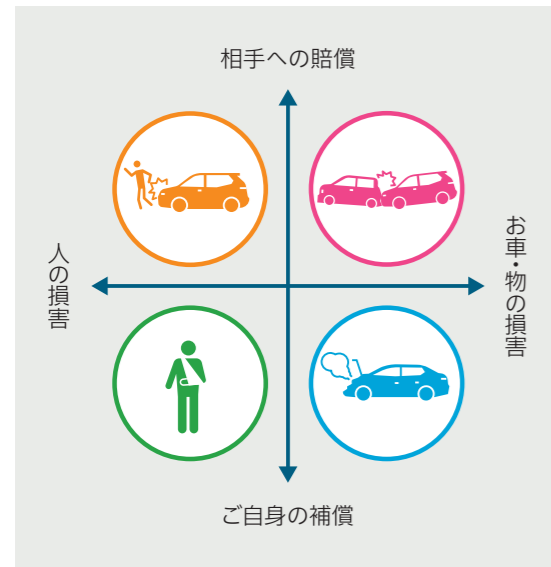 相手への賠償
人の損害
お車・物の損害
ご自身の補償